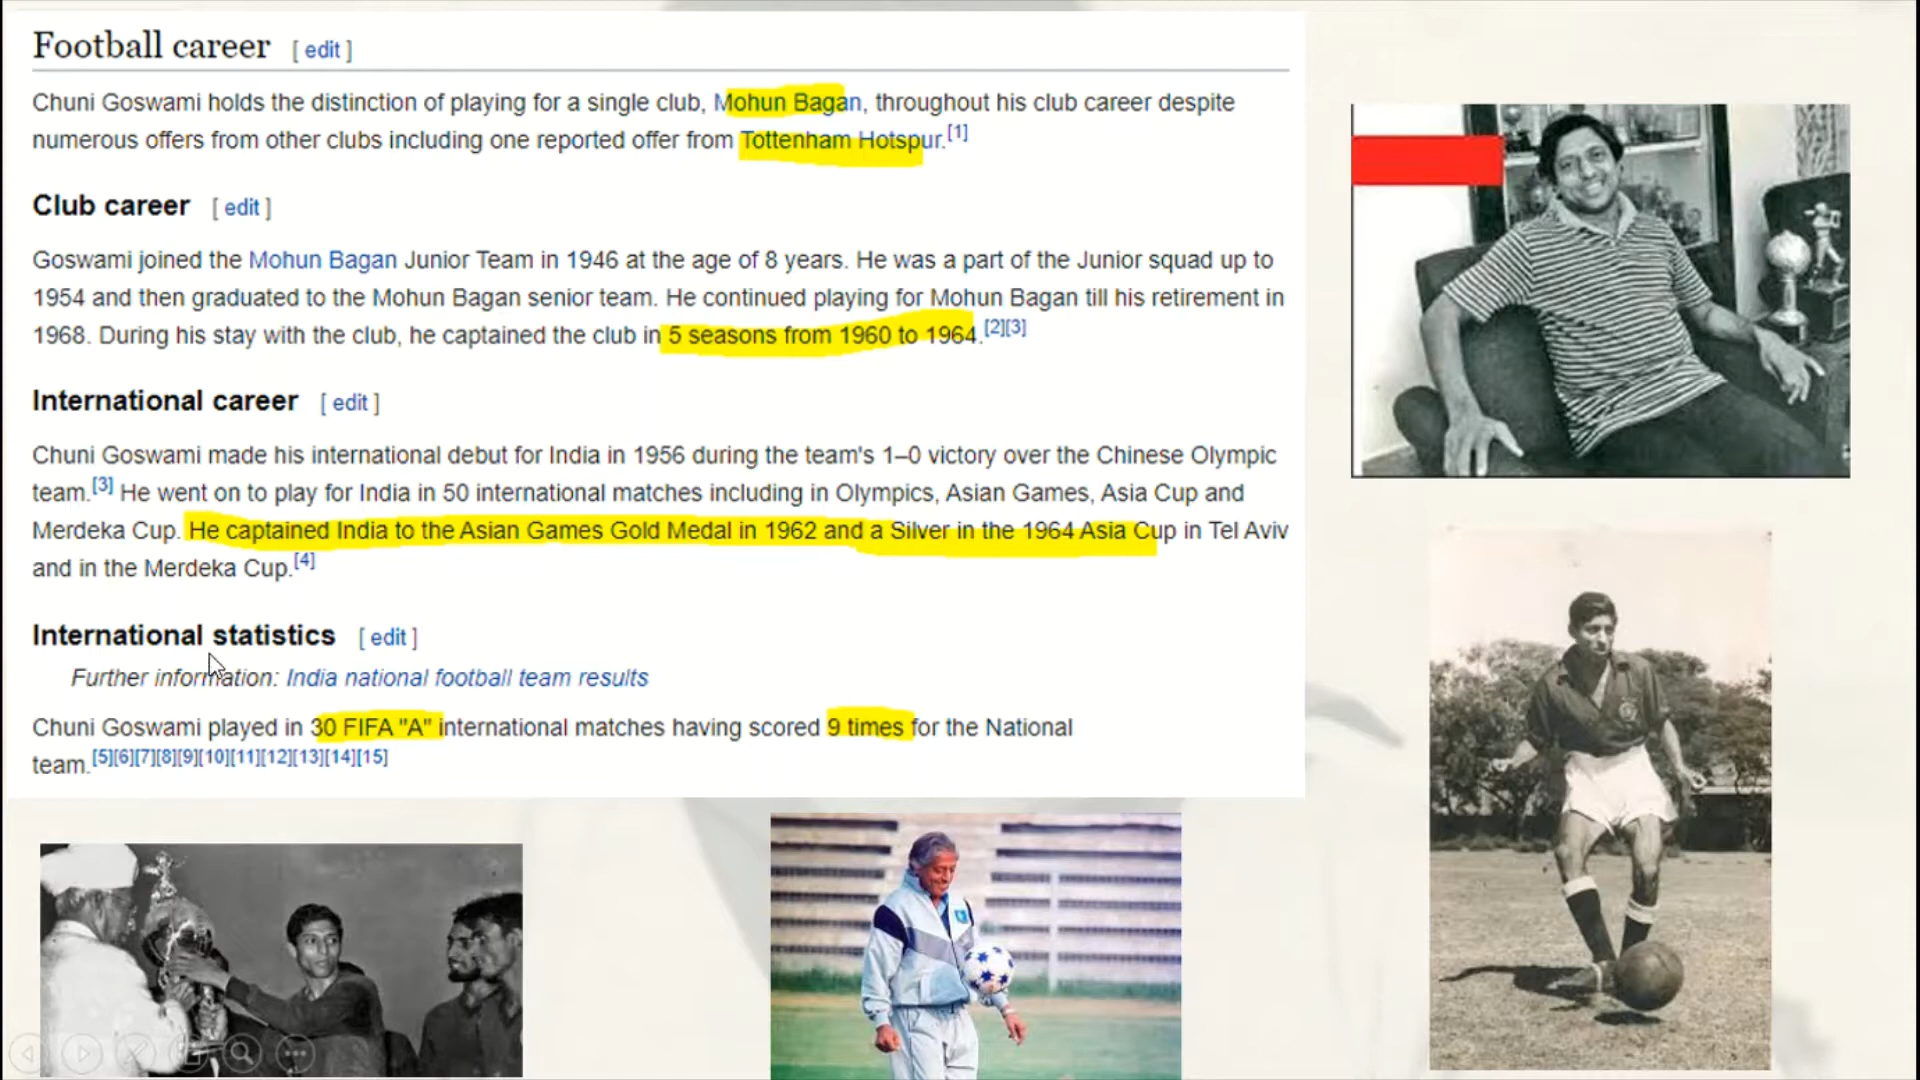 Football career [ edit ]
Chuni Goswami holds the distinction of playing for a single club, Mohun Bagan, throughout his club career despite
numerous offers from other clubs including one reported offer from Tottenham Hotspur.[1]
Club career [ edit ]
Goswami joined the Mohun Bagan Junior Team in 1946 at the age of 8 years. He was a part of the Junior squad up to
1954 and then graduated to the Mohun Bagan senior team. He continued playing for Mohun Bagan till his retirement in
1968. During his stay with the club, he captained the club in 5 seasons from 1960 to 1964.[2][3]
International career [ edit ]
Chuni Goswami made his international debut for India in 1956 during the team's 1–0 victory over the Chinese Olympic
team.[3] He went on to play for India in 50 international matches including in Olympics, Asian Games, Asia Cup and
Merdeka Cup. He captained India to the Asian Games Gold Medal in 1962 and a Silver in the 1964 Asia Cup in Tel Aviv
and in the Merdeka Cup.[4]
International statistics [ edit ]
Further information: India national football team results
Chuni Goswami played in 30 FIFA "A" international matches having scored 9 times for the National
team.[5][6][7][8][9][10][11][12][13][14][15]